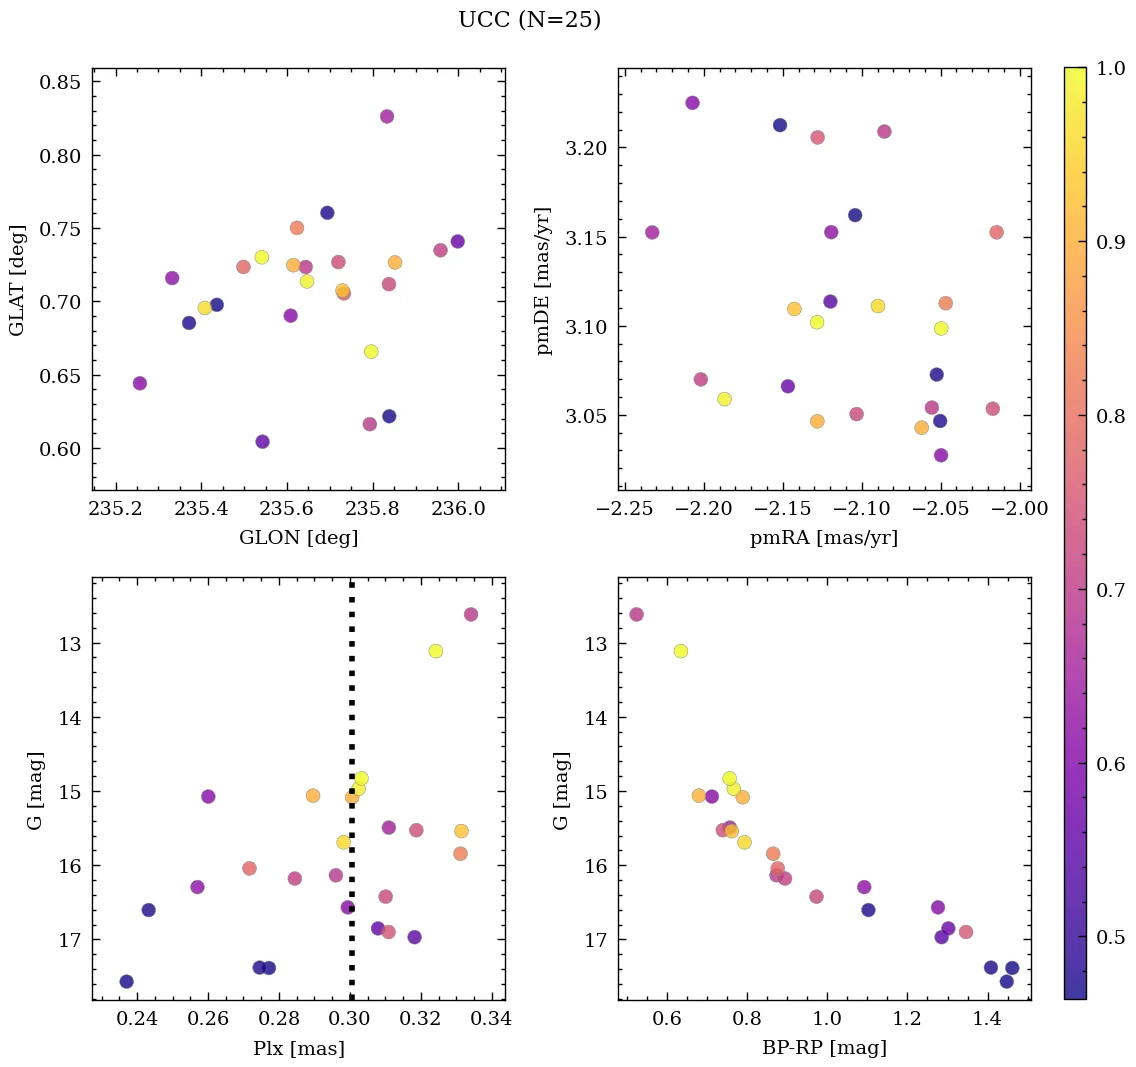 UCC (N=25)
0.85
0.80
0.75
0.70
0.65
0.60
GLAT [deg]
235.2 235.4 235.6 235.8 236.0
GLON [deg]
3.20
3.15
3.10
3.05
pmDE [mas/yr]
−2.25 −2.20 −2.15 −2.10 −2.05 −2.00
pmRA [mas/yr]
13
14
15
16
17
G [mag]
0.24 0.26 0.28 0.30 0.32 0.34
Plx [mas]
13
14
15
16
17
G [mag]
0.6 0.8 1.0 1.2 1.4
BP-RP [mag]
1.0
0.9
0.8
0.7
0.6
0.5